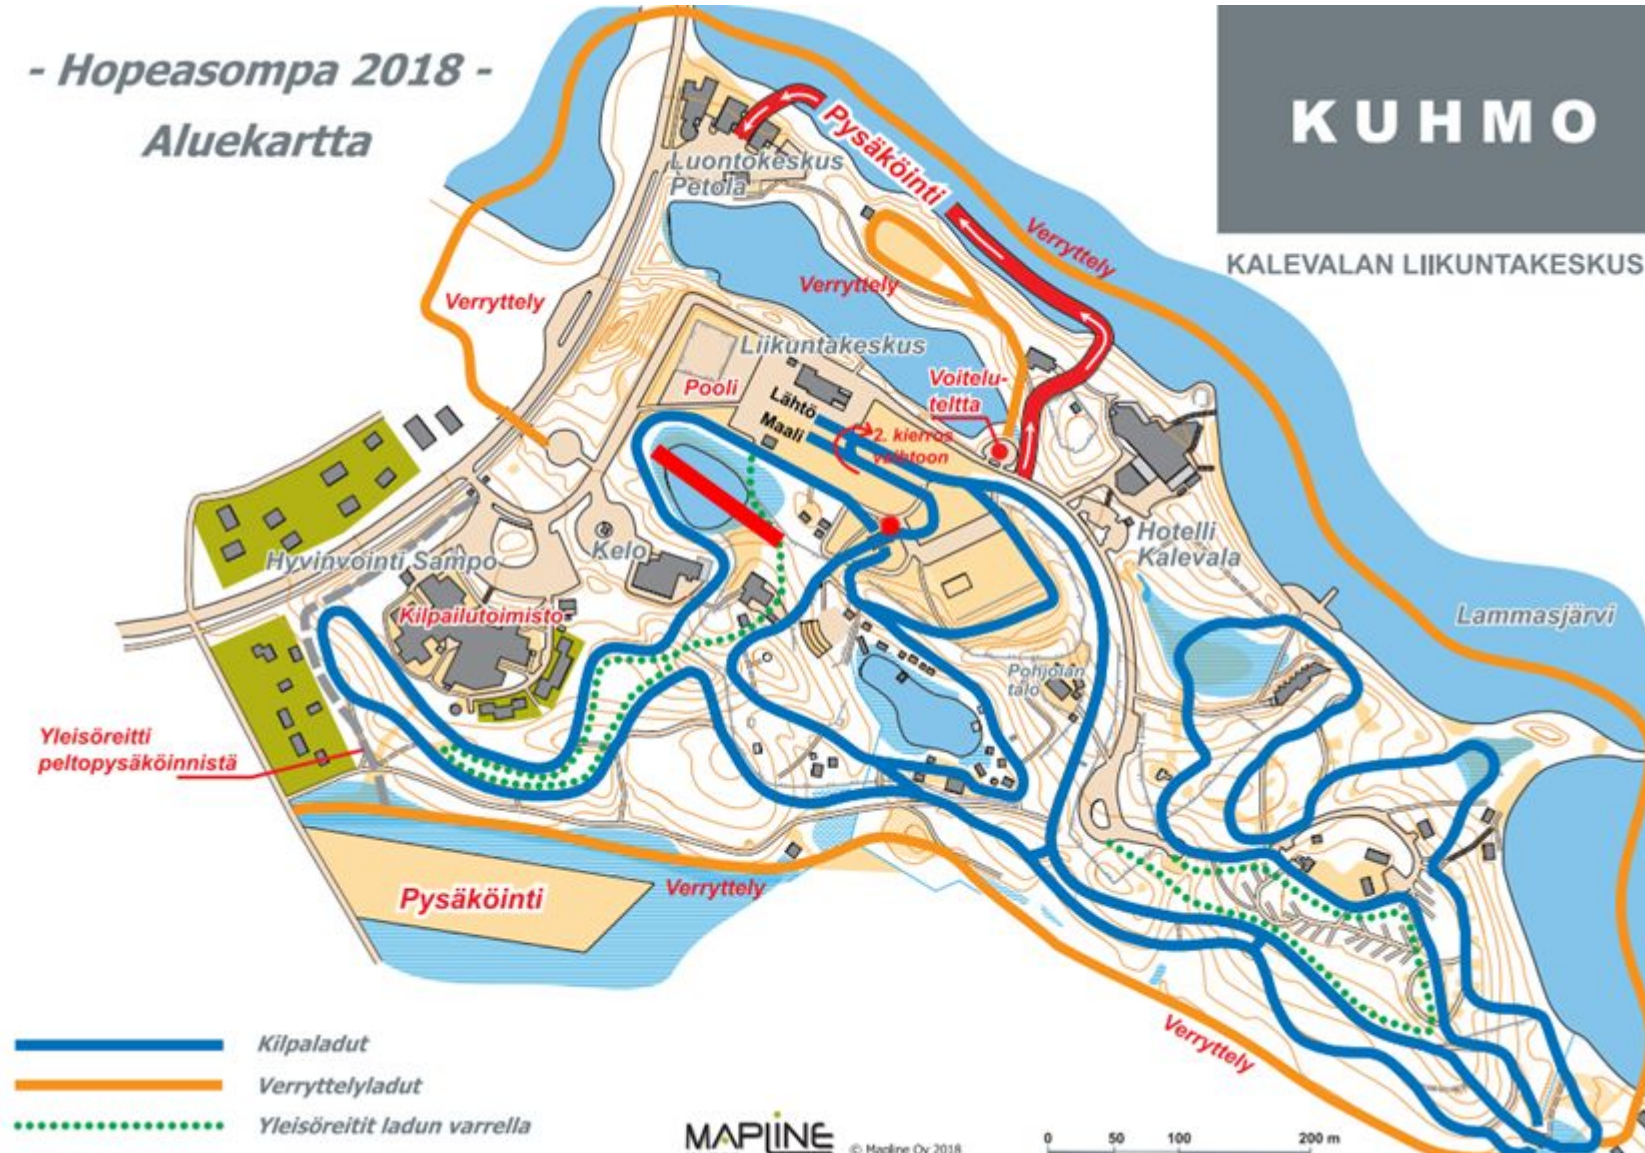 - Hopeasompa 2018 -
Aluekartta
KUHMO
KALEVALAN LIIKUNTAKESKUS
Pysäköinti
Luontokeskus
Petola
Verryttely
Verryttely
Verryttely
Liikuntakeskus
Pooli
Lähtö
Maali
Voitelu-
teltta
2. kierros
vaihtoon
Hotelli
Kalevala
Kelo
Hyvinvointi Sampo
Kilpailutoimisto
Lammasjärvi
Pohjolan
talo
Yleisöreitti
peltopysäköinnistä
Pysäköinti
Verryttely
Verryttely
Kilpaladut
Verryttelyladut
Yleisöreitit ladun varrella
MAPLINE
© Mapline Oy 2018
0 50 100 200 m